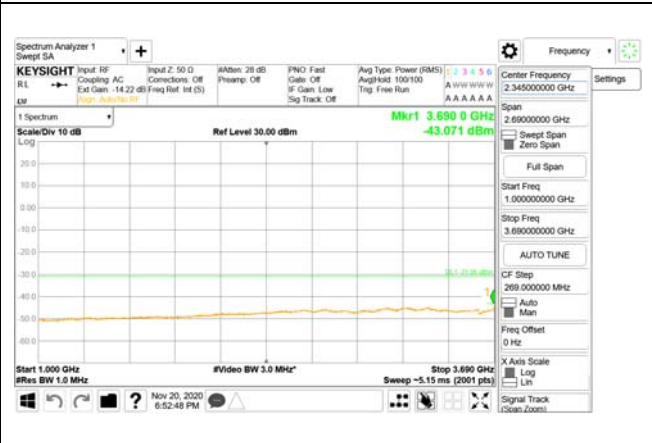 Spectrum Analyzer 1
Swept SA
+
Frequency
KEYSIGHT
Input: RF
Input Z: 50 Ω
#Atten: 28 dB
PNO: Fast
Avg Type: Power (RMS)
1 2 3 4 5 6
R L
Coupling: AC
Corrections: Off
Preamp: Off
Gate: Off
Avg|Hold: 100/100
A W W W W W
Ext Gain: -14.22 dB
Freq Ref: Int (S)
IF Gain: Low
Trig: Free Run
Align: Auto/No RF
Sig Track: Off
A A A A A A
1 Spectrum
Mkr1 3.690 0 GHz
Scale/Div 10 dB
Ref Level 30.00 dBm
-43.071 dBm
Log
20.0
10.0
0.00
-10.0
-20.0
-30.0
-40.0
-50.0
-60.0
1
Start 1.000 GHz
#Video BW 3.0 MHz*
Stop 3.690 GHz
#Res BW 1.0 MHz
Sweep ~5.15 ms (2001 pts)
?
Nov 20, 2020
6:52:48 PM
Center Frequency
2.345000000 GHz
Settings
Span
2.69000000 GHz
Swept Span
Zero Span
Full Span
Start Freq
1.000000000 GHz
Stop Freq
3.690000000 GHz
AUTO TUNE
CF Step
269.000000 MHz
Auto
Man
Freq Offset
0 Hz
X Axis Scale
Log
Lin
Signal Track
(Span Zoom)